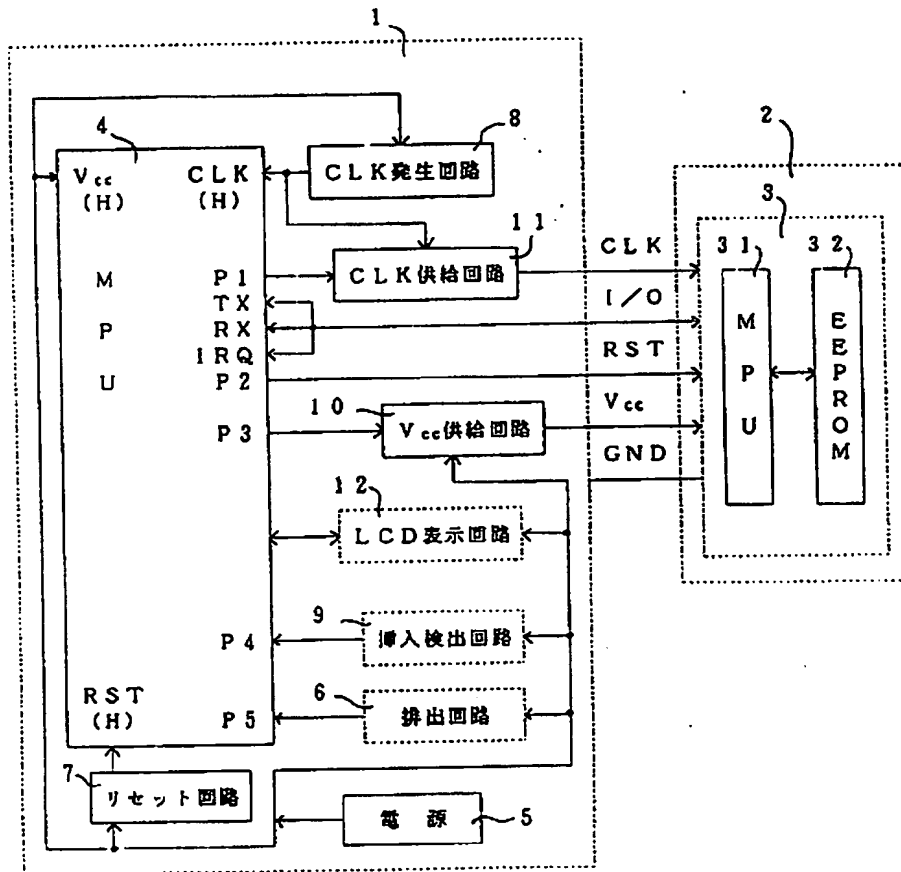 1
4
8
2
Vcc
(H)
CLK
(H)
CLK発生回路
11
3
31
32
CLK
M
P
U
P1
CLK供給回路
TX
RX
IRQ
P2
I/O
RST
10
Vcc
P3
Vcc供給回路
GND
MPU
EEPROM
12
LCD表示回路
9
P4
挿入検出回路
6
RST
(H)
P5
排出回路
7
リセット回路
電源
5